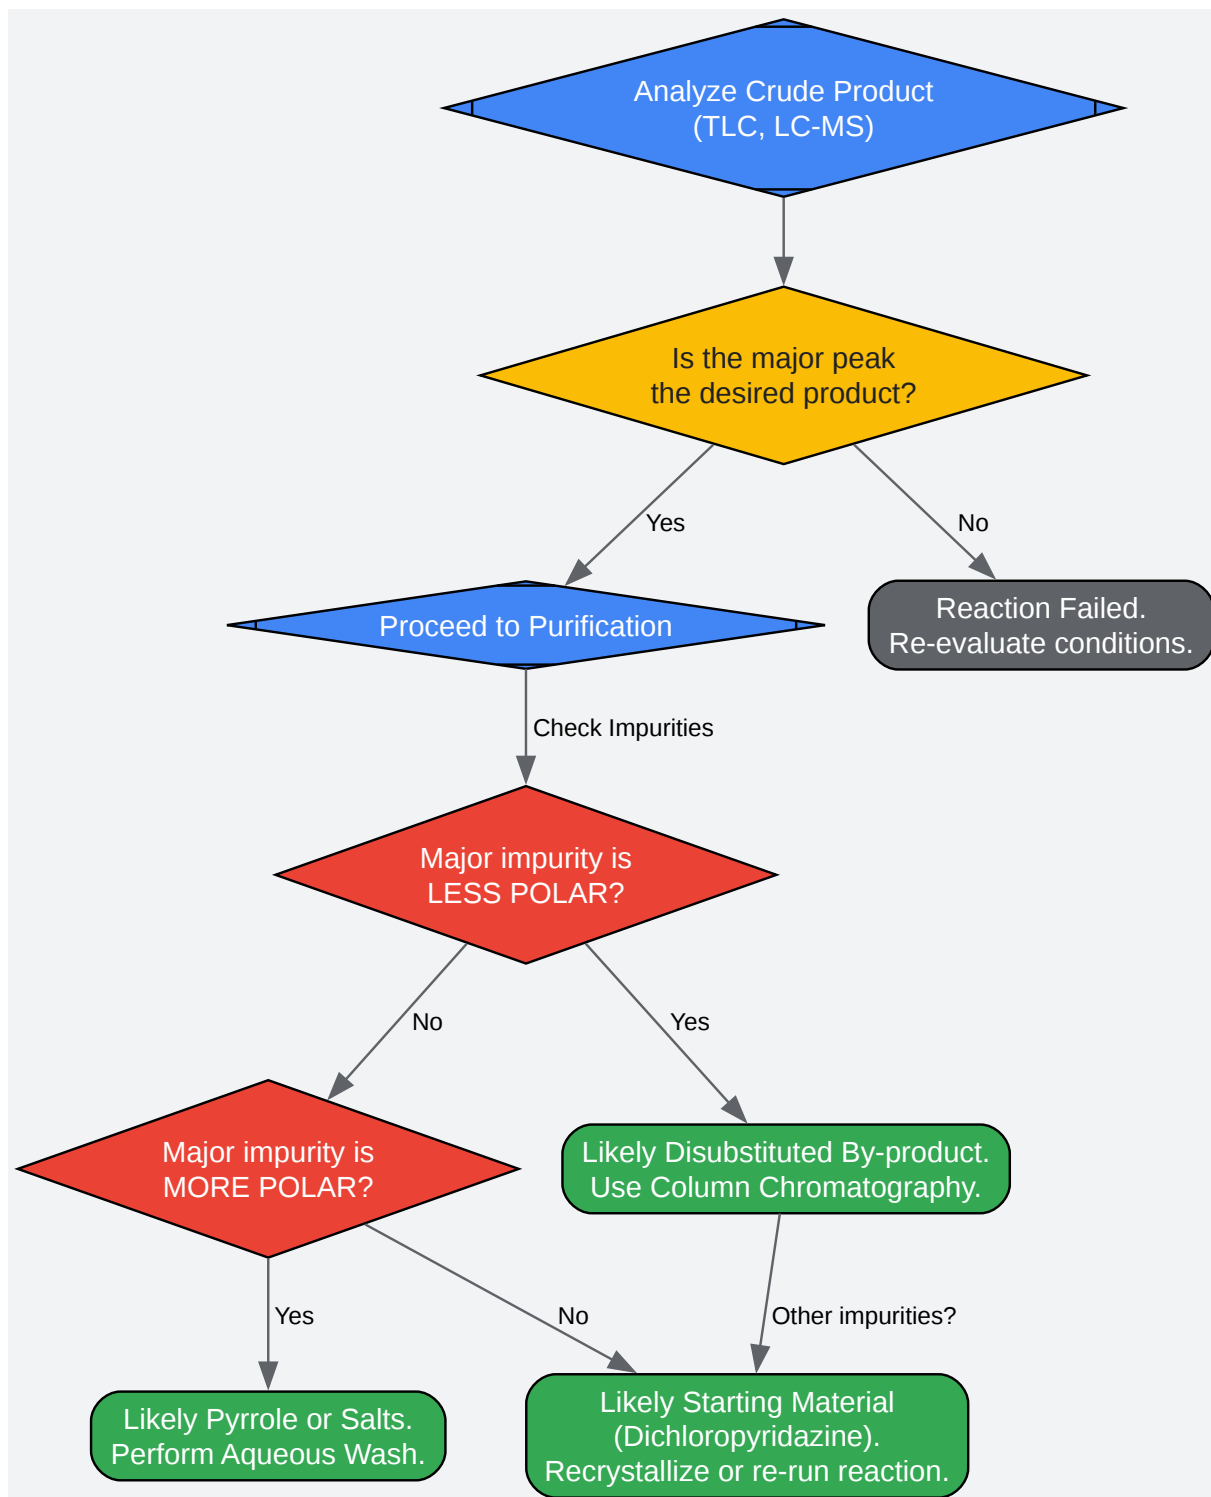 Analyze Crude Product
(TLC, LC-MS)
Is the major peak
the desired product?
Yes
No
Proceed to Purification
Reaction Failed.
Re-evaluate conditions.
Check Impurities
Major impurity is
LESS POLAR?
No
Yes
Major impurity is
MORE POLAR?
Likely Disubstituted By-product.
Use Column Chromatography.
Yes
No
Other impurities?
Likely Pyrrole or Salts.
Perform Aqueous Wash.
Likely Starting Material
(Dichloropyridazine).
Recrystallize or re-run reaction.